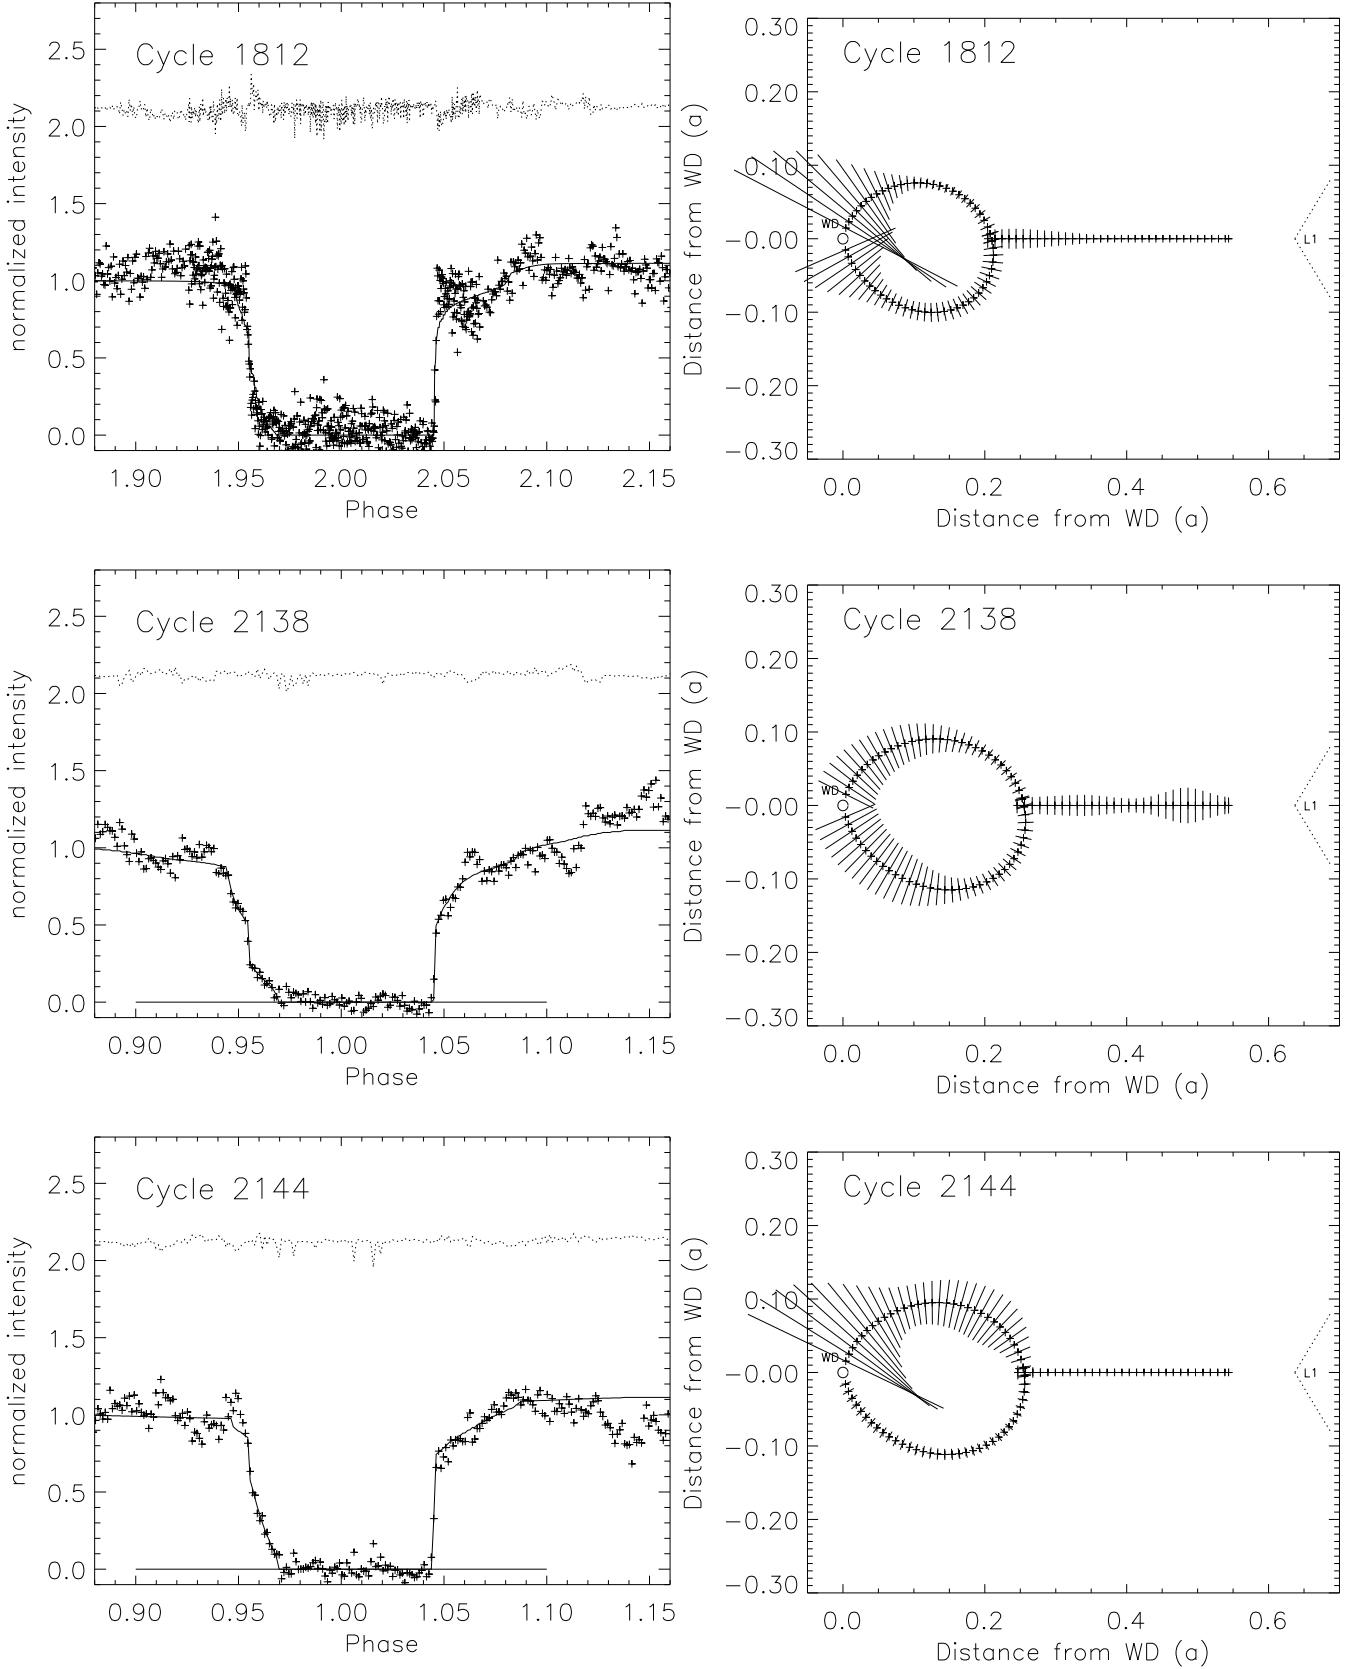 Cycle 1812
normalized intensity
2.5
2.0
1.5
1.0
0.5
0.0
1.90 1.95 2.00 2.05 2.10 2.15
Phase
Cycle 1812
Distance from WD (a)
0.30
0.20
0.10
−0.00
−0.10
−0.20
−0.30
WD
L1
0.0 0.2 0.4 0.6
Distance from WD (a)
Cycle 2138
normalized intensity
2.5
2.0
1.5
1.0
0.5
0.0
0.90 0.95 1.00 1.05 1.10 1.15
Phase
Cycle 2138
Distance from WD (a)
0.30
0.20
0.10
−0.00
−0.10
−0.20
−0.30
WD
L1
0.0 0.2 0.4 0.6
Distance from WD (a)
Cycle 2144
normalized intensity
2.5
2.0
1.5
1.0
0.5
0.0
0.90 0.95 1.00 1.05 1.10 1.15
Phase
Cycle 2144
Distance from WD (a)
0.30
0.20
0.10
−0.00
−0.10
−0.20
−0.30
WD
L1
0.0 0.2 0.4 0.6
Distance from WD (a)